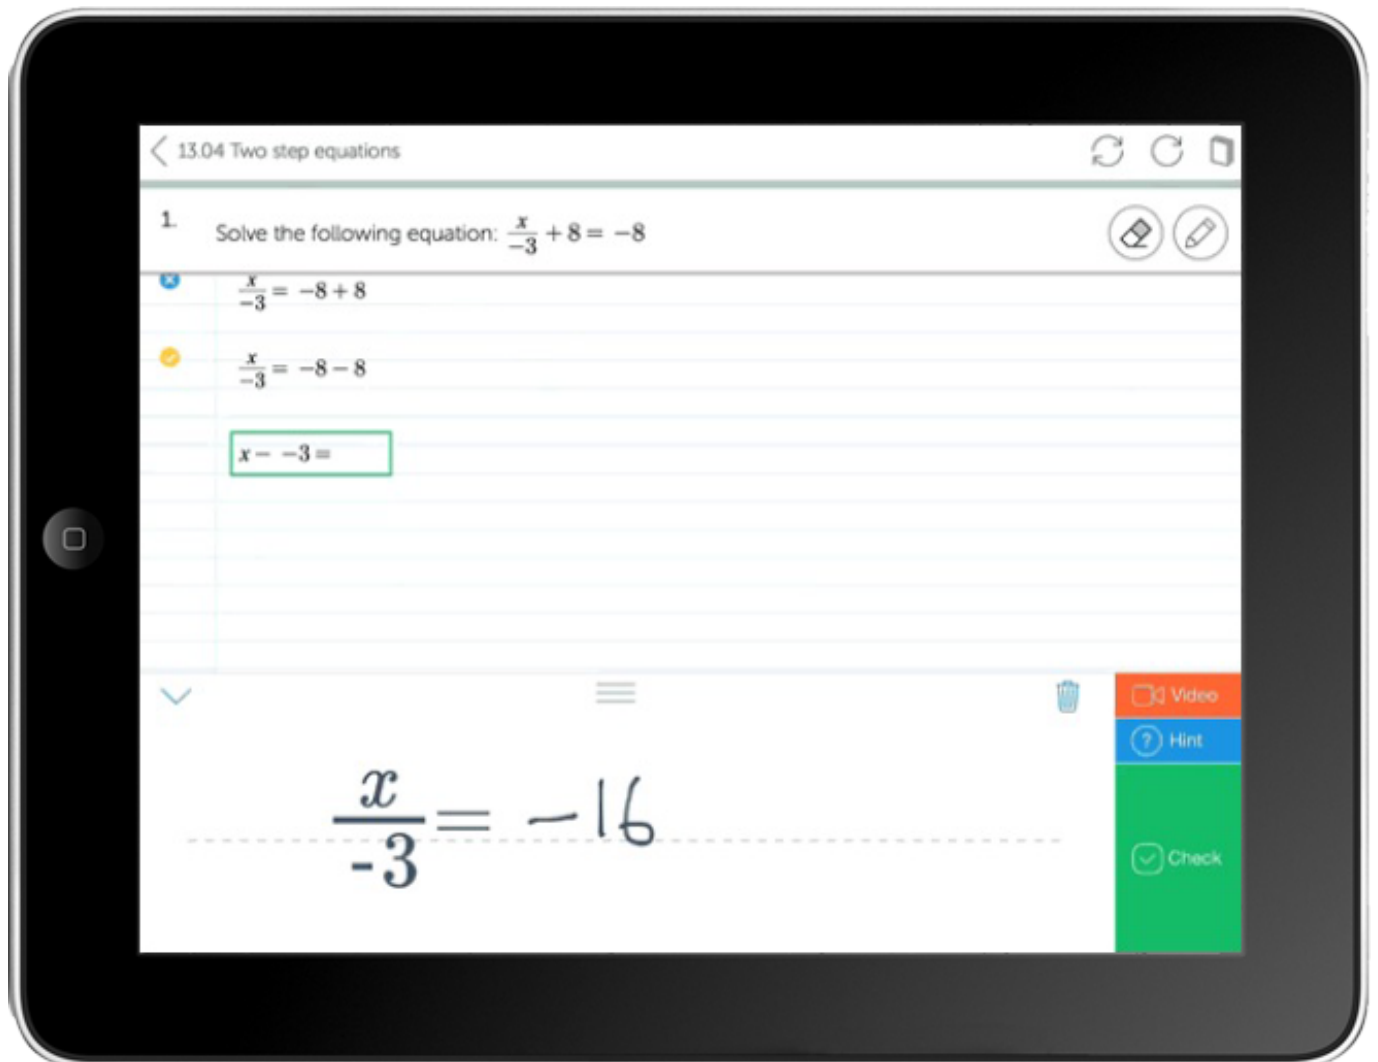 13.04 Two step equations
1. Solve the following equation: x/-3 + 8 = -8
x/-3 = -8 + 8
x/-3 = -8 - 8
x - -3 =
Video
? Hint
x/-3 = -16
Check